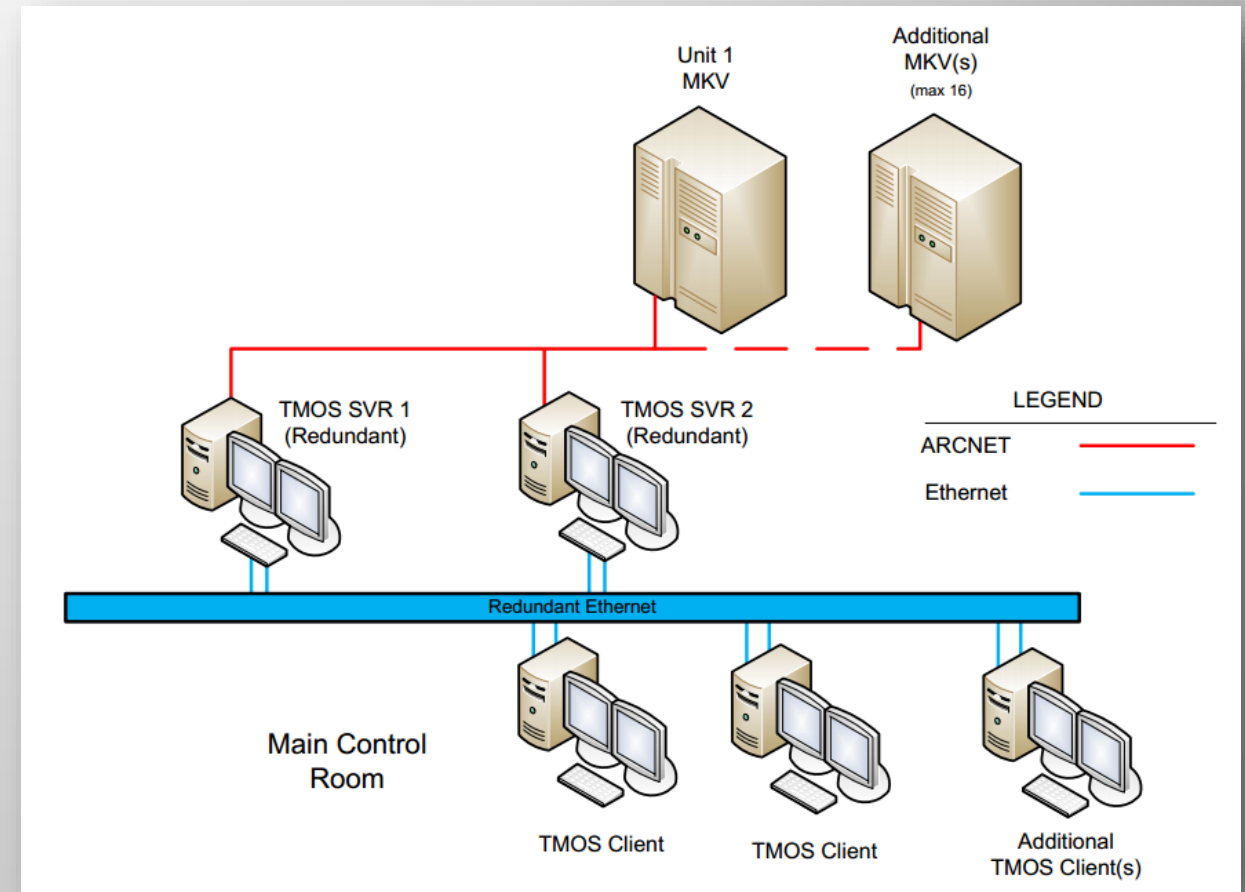 Unit 1
MKV
Additional
MKV(s)
(max 16)
TMOS SVR 1
(Redundant)
TMOS SVR 2
(Redundant)
LEGEND
ARCNET
Ethernet
Redundant Ethernet
Main Control
Room
TMOS Client
TMOS Client
Additional
TMOS Client(s)